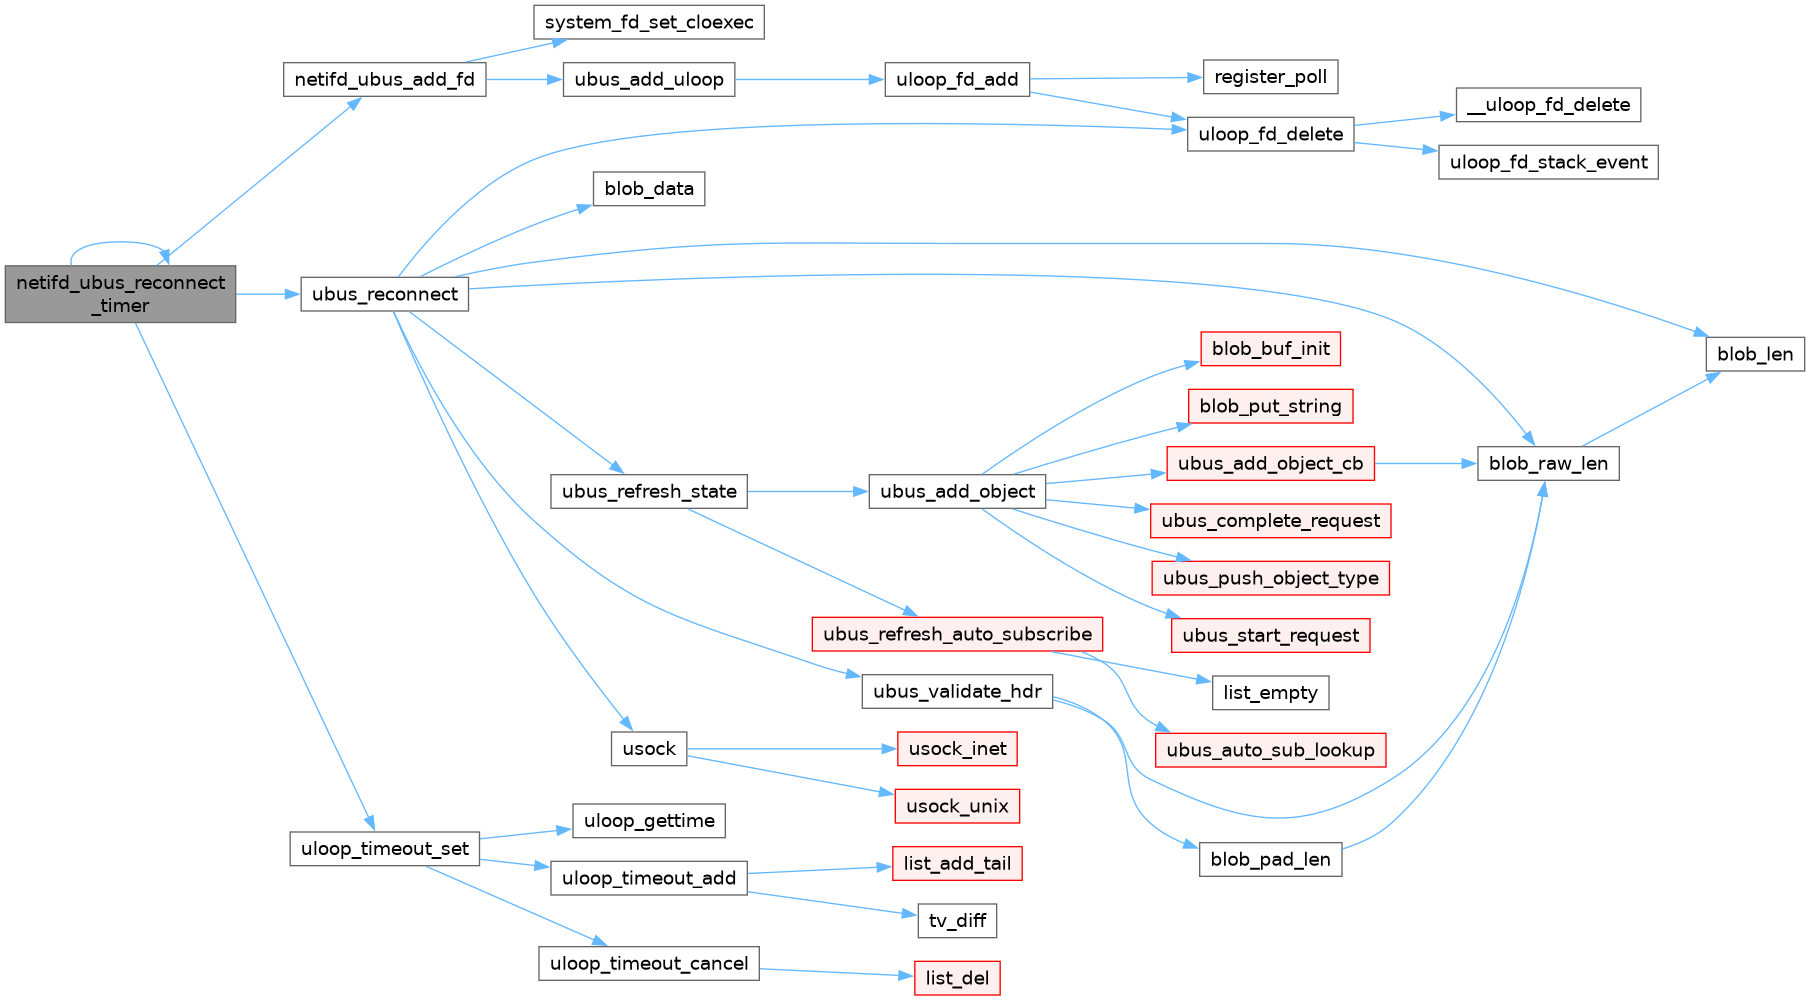 system_fd_set_cloexec
netifd_ubus_add_fd
ubus_add_uloop
uloop_fd_add
register_poll
__uloop_fd_delete
uloop_fd_delete
uloop_fd_stack_event
blob_data
netifd_ubus_reconnect
_timer
ubus_reconnect
blob_buf_init
blob_len
blob_put_string
ubus_add_object_cb
blob_raw_len
ubus_refresh_state
ubus_add_object
ubus_complete_request
ubus_push_object_type
ubus_refresh_auto_subscribe
ubus_start_request
ubus_validate_hdr
list_empty
usock
usock_inet
ubus_auto_sub_lookup
usock_unix
uloop_gettime
uloop_timeout_set
list_add_tail
blob_pad_len
uloop_timeout_add
tv_diff
uloop_timeout_cancel
list_del